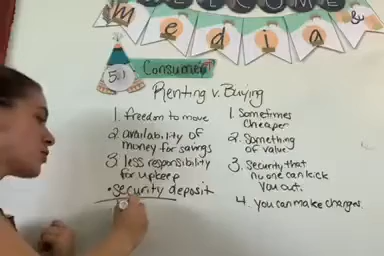 WELCOME
media &
5.1 Consumer
Renting v. Buying
1. freedom to move
2. availability of
money for savings
3. less responsibility
for upkeep
• security deposit
1. Sometimes
cheaper
2. Something
of value
3. Security that
no one can kick
you out.
4. you can make changes